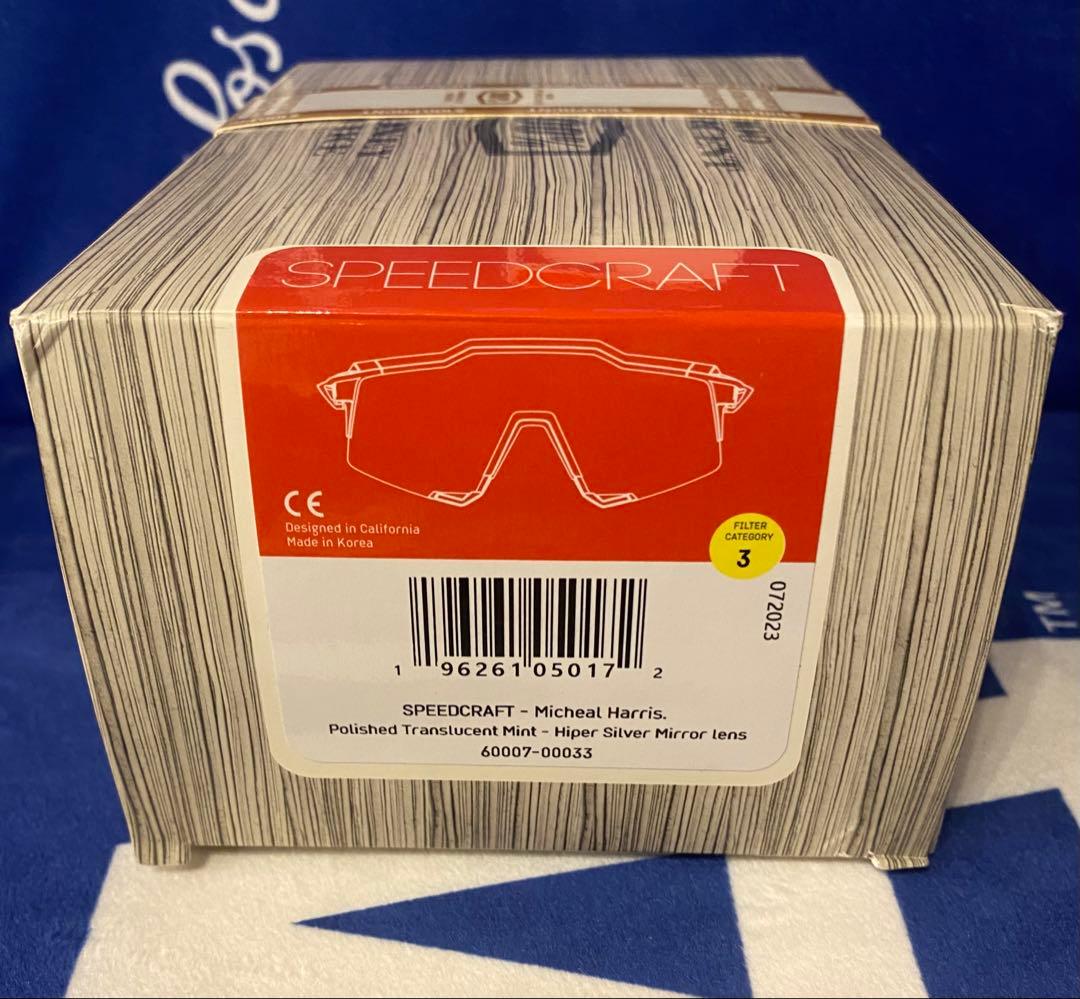 SPEEDCRAFT
CE
Designed in California
Made in Korea
FILTER
CATEGORY
3
072023
1 96261 05017 2
SPEEDCRAFT - Micheal Harris.
Polished Translucent Mint - Hiper Silver Mirror lens
60007-00033
TM